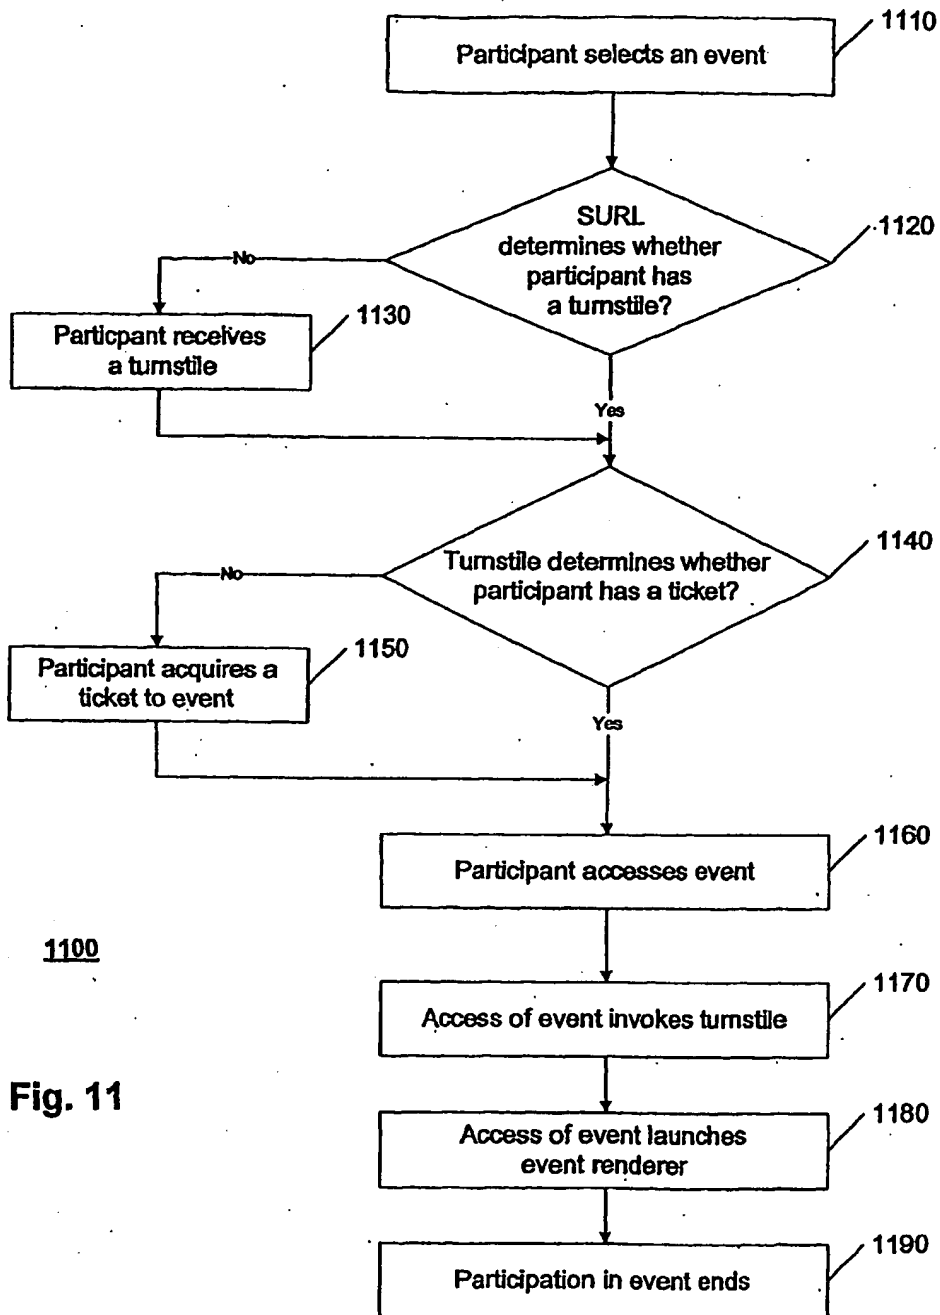 1110
Participant selects an event
SURL
determines whether
participant has
a turnstile?
1120
No
1130
Particpant receives
a turnstile
Yes
Turnstile determines whether
participant has a ticket?
1140
No
1150
Participant acquires a
ticket to event
Yes
1160
Participant accesses event
1100
1170
Access of event invokes turnstile
Fig. 11
1180
Access of event launches
event renderer
1190
Participation in event ends